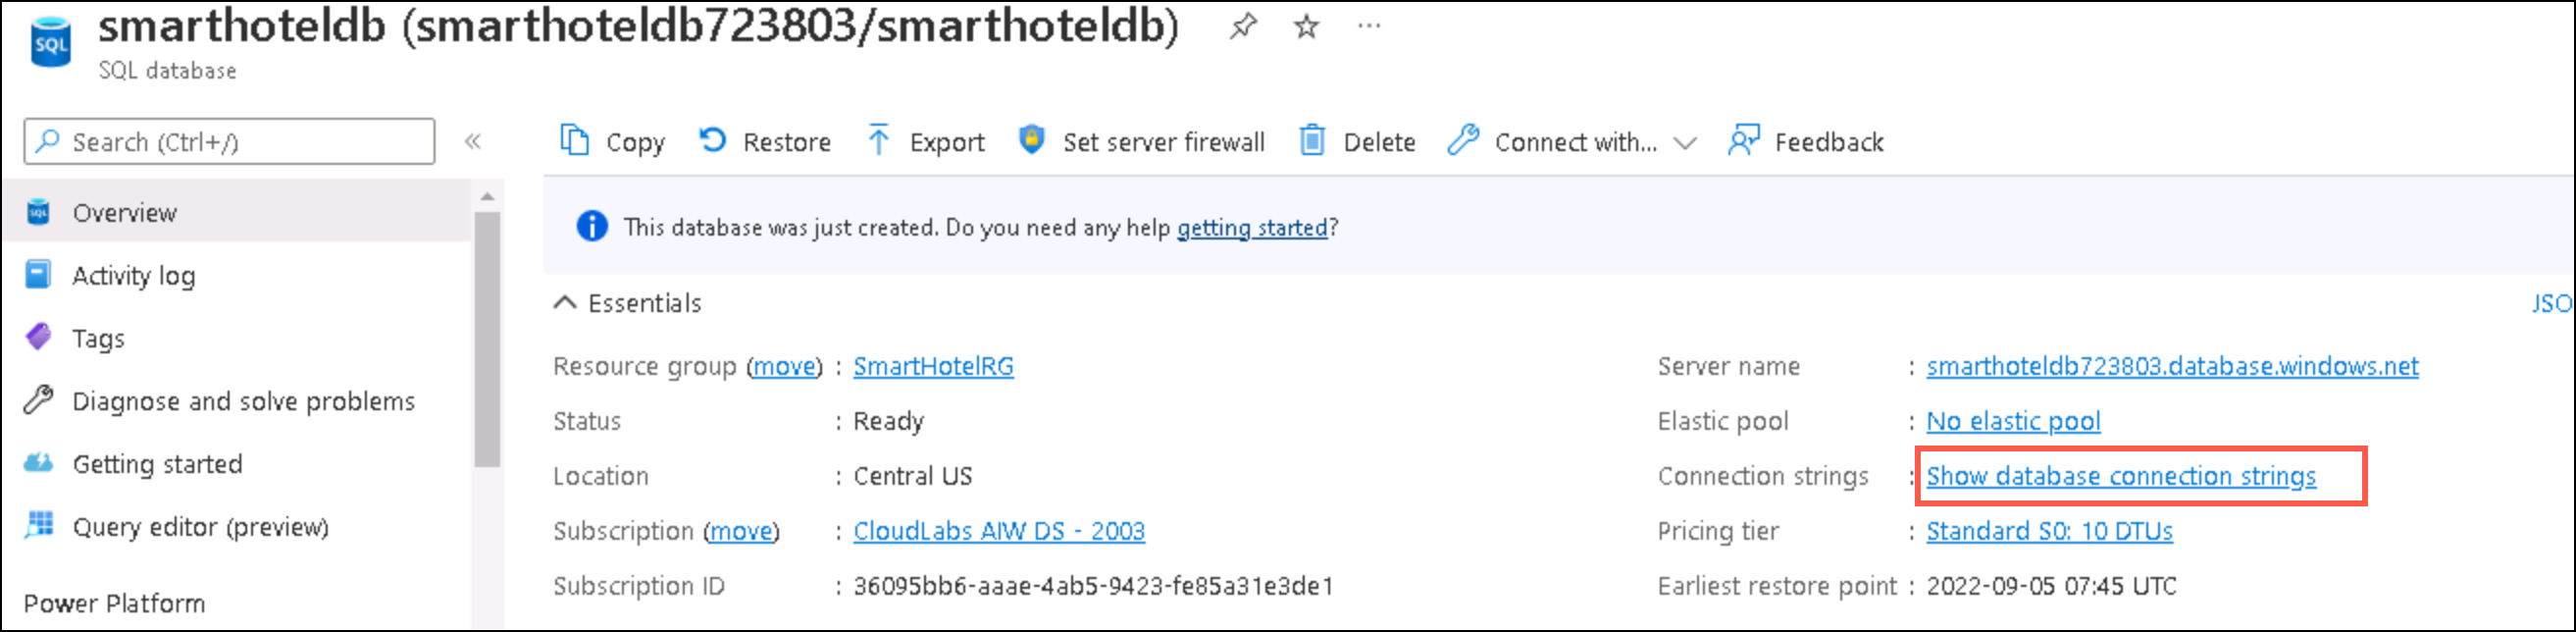 smarthoteldb (smarthoteldb723803/smarthoteldb)
SQL
SQL database
Search (Ctrl+/)
Copy
Restore
Export
Set server firewall
Delete
Connect with...
Feedback
Overview
Activity log
Tags
Diagnose and solve problems
Getting started
Query editor (preview)
Power Platform
This database was just created. Do you need any help getting started?
Essentials
JSO
Resource group (move) : SmartHotelRG
Status : Ready
Location : Central US
Subscription (move) : CloudLabs AIW DS - 2003
Subscription ID : 36095bb6-aaae-4ab5-9423-fe85a31e3de1
Server name : smarthoteldb723803.database.windows.net
Elastic pool : No elastic pool
Connection strings : Show database connection strings
Pricing tier : Standard S0: 10 DTUs
Earliest restore point : 2022-09-05 07:45 UTC